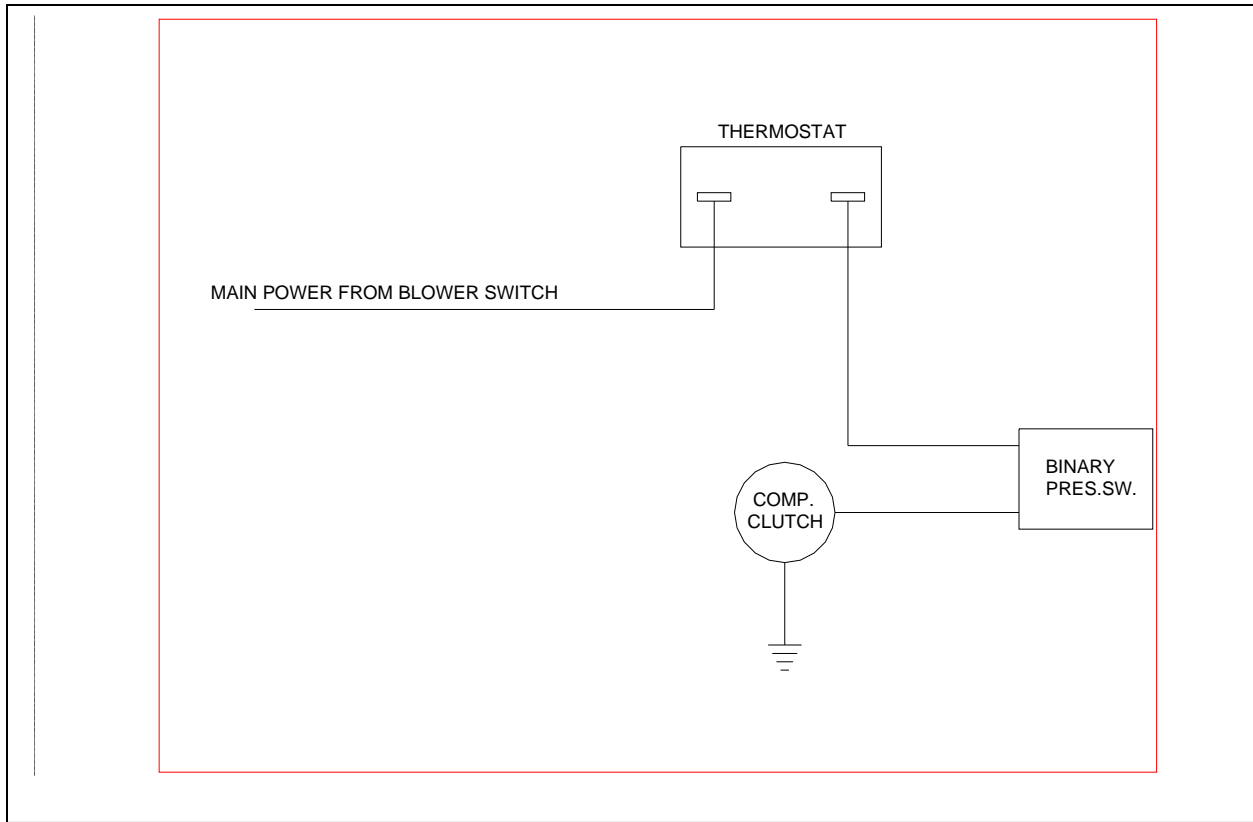 THERMOSTAT
MAIN POWER FROM BLOWER SWITCH
BINARY
PRES.SW.
COMP.
CLUTCH